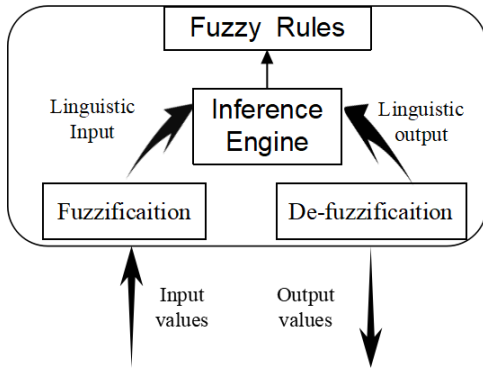 Fuzzy Rules
Linguistic
Input
Inference
Engine
Linguistic
output
Fuzzificaition
De-fuzzificaition
Input
values
Output
values